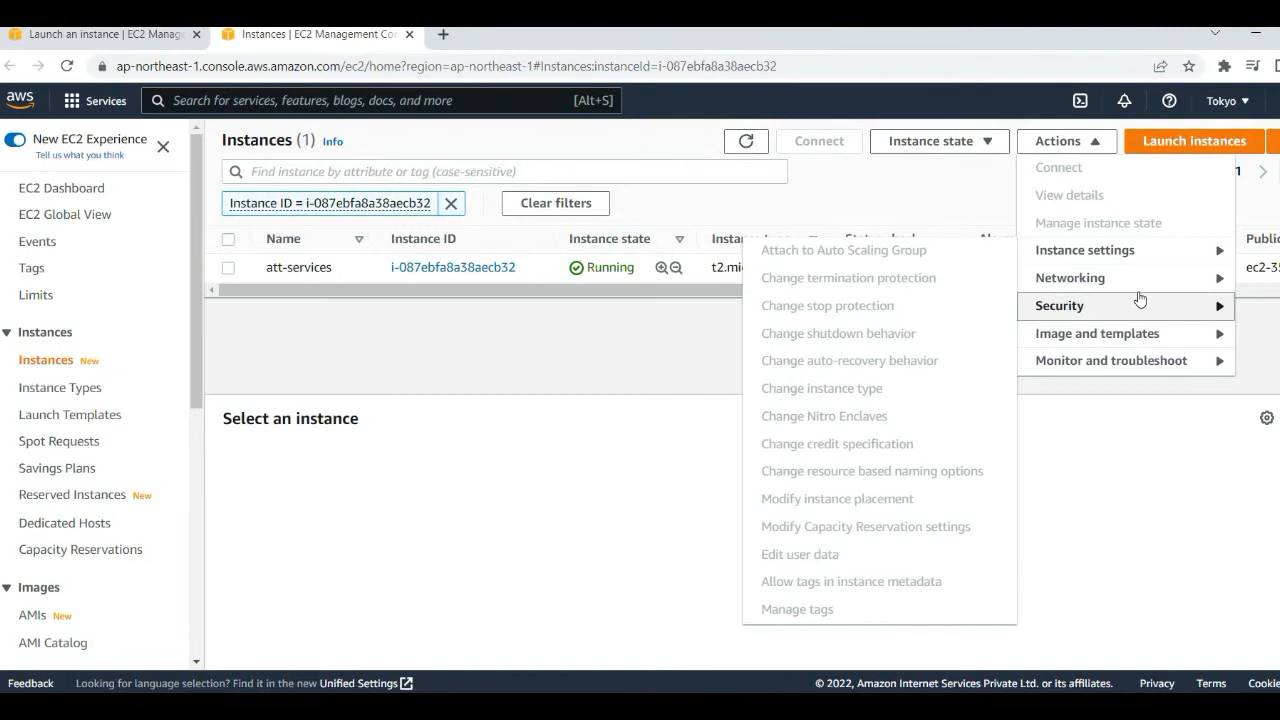 Launch an instance | EC2 Manag
Instances | EC2 Management Co
ap-northeast-1.console.aws.amazon.com/ec2/home?region=ap-northeast-1#Instances:instanceId=i-087ebfa8a38aecb32
aws
Services
Search for services, features, blogs, docs, and more
[Alt+S]
Tokyo
New EC2 Experience
Tell us what you think
EC2 Dashboard
EC2 Global View
Events
Tags
Limits
Instances
Instances New
Instance Types
Launch Templates
Spot Requests
Savings Plans
Reserved Instances New
Dedicated Hosts
Capacity Reservations
Images
AMIs New
AMI Catalog
Instances (1) Info
Connect
Instance state
Actions
Launch instances
Find instance by attribute or tag (case-sensitive)
1
Instance ID = i-087ebfa8a38aecb32
Clear filters
Name
Instance ID
Instance state
Public
att-services
i-087ebfa8a38aecb32
Running
t2.mi
ec2-3
Connect
View details
Manage instance state
Instance settings
Networking
Security
Image and templates
Monitor and troubleshoot
Attach to Auto Scaling Group
Change termination protection
Change stop protection
Change shutdown behavior
Change auto-recovery behavior
Change instance type
Change Nitro Enclaves
Change credit specification
Change resource based naming options
Modify instance placement
Modify Capacity Reservation settings
Edit user data
Allow tags in instance metadata
Manage tags
Select an instance
Feedback
Looking for language selection? Find it in the new Unified Settings
© 2022, Amazon Internet Services Private Ltd. or its affiliates.
Privacy
Terms
Cookie